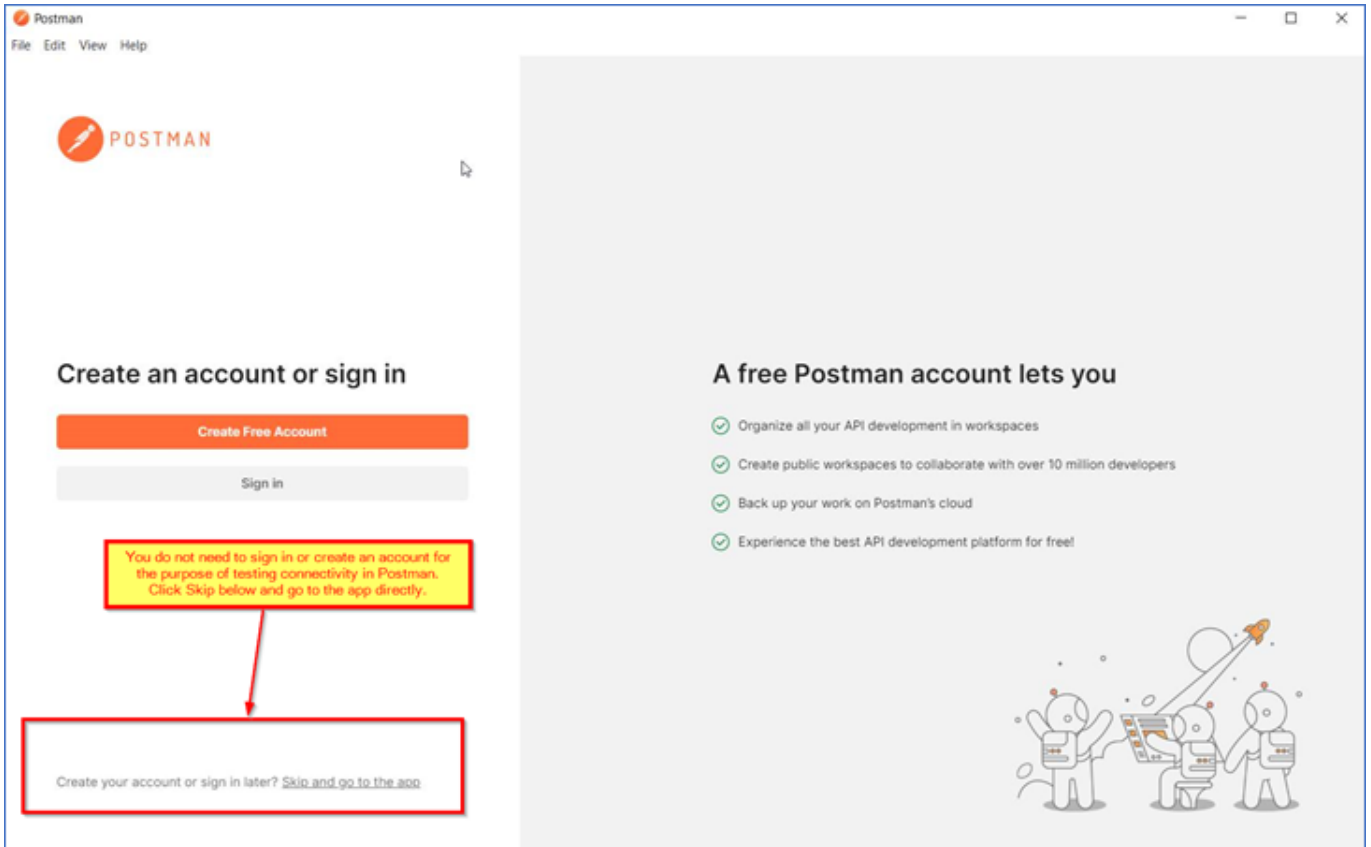 Postman
File Edit View Help
POSTMAN
Create an account or sign in
Create Free Account
Sign in
You do not need to sign in or create an account for
the purpose of testing connectivity in Postman.
Click Skip below and go to the app directly.
Create your account or sign in later? Skip and go to the app
A free Postman account lets you
Organize all your API development in workspaces
Create public workspaces to collaborate with over 10 million developers
Back up your work on Postman's cloud
Experience the best API development platform for free!